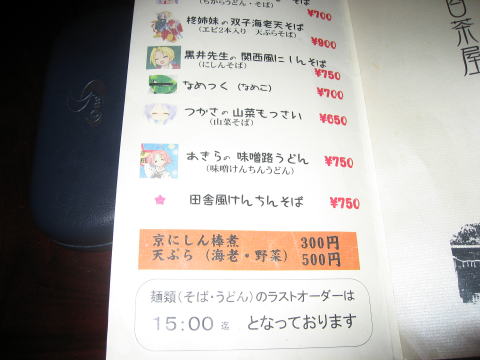 (ちからうどん・そば)
¥700
柊姉妹の双子海老天そば
(エビ2本入り 天ぷらそば)
¥900
黒井先生の関西風にしんそば
(にしんそば)
¥750
なめっく(なめこ)
¥700
つかさの山菜もっさい
(山菜そば)
¥650
あきらの味噌路うどん ¥750
(味噌けんちんうどん)
田舎風けんちんそば ¥750
京にしん棒煮 300円
天ぷら(海老・野菜) 500円
麺類(そば・うどん)のラストオーダーは
15:00迄 となっております
茶屋